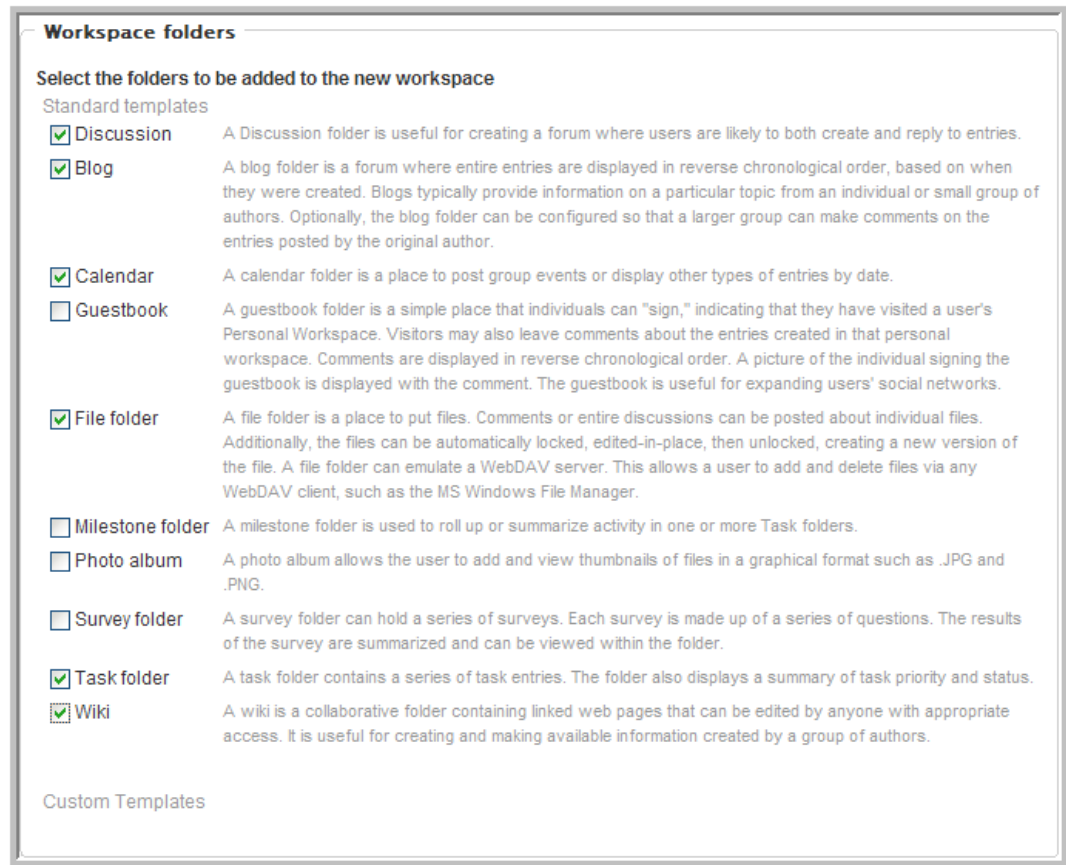 Workspace folders
Select the folders to be added to the new workspace
Standard templates
Discussion A Discussion folder is useful for creating a forum where users are likely to both create and reply to entries.
Blog A blog folder is a forum where entire entries are displayed in reverse chronological order, based on when
they were created. Blogs typically provide information on a particular topic from an individual or small group of
authors. Optionally, the blog folder can be configured so that a larger group can make comments on the
entries posted by the original author.
Calendar A calendar folder is a place to post group events or display other types of entries by date.
Guestbook A guestbook folder is a simple place that individuals can "sign," indicating that they have visited a user's
Personal Workspace. Visitors may also leave comments about the entries created in that personal
workspace. Comments are displayed in reverse chronological order. A picture of the individual signing the
guestbook is displayed with the comment. The guestbook is useful for expanding users' social networks.
File folder A file folder is a place to put files. Comments or entire discussions can be posted about individual files.
Additionally, the files can be automatically locked, edited-in-place, then unlocked, creating a new version of
the file. A file folder can emulate a WebDAV server. This allows a user to add and delete files via any
WebDAV client, such as the MS Windows File Manager.
Milestone folder A milestone folder is used to roll up or summarize activity in one or more Task folders.
Photo album A photo album allows the user to add and view thumbnails of files in a graphical format such as .JPG and
.PNG.
Survey folder A survey folder can hold a series of surveys. Each survey is made up of a series of questions. The results
of the survey are summarized and can be viewed within the folder.
Task folder A task folder contains a series of task entries. The folder also displays a summary of task priority and status.
Wiki A wiki is a collaborative folder containing linked web pages that can be edited by anyone with appropriate
access. It is useful for creating and making available information created by a group of authors.
Custom Templates